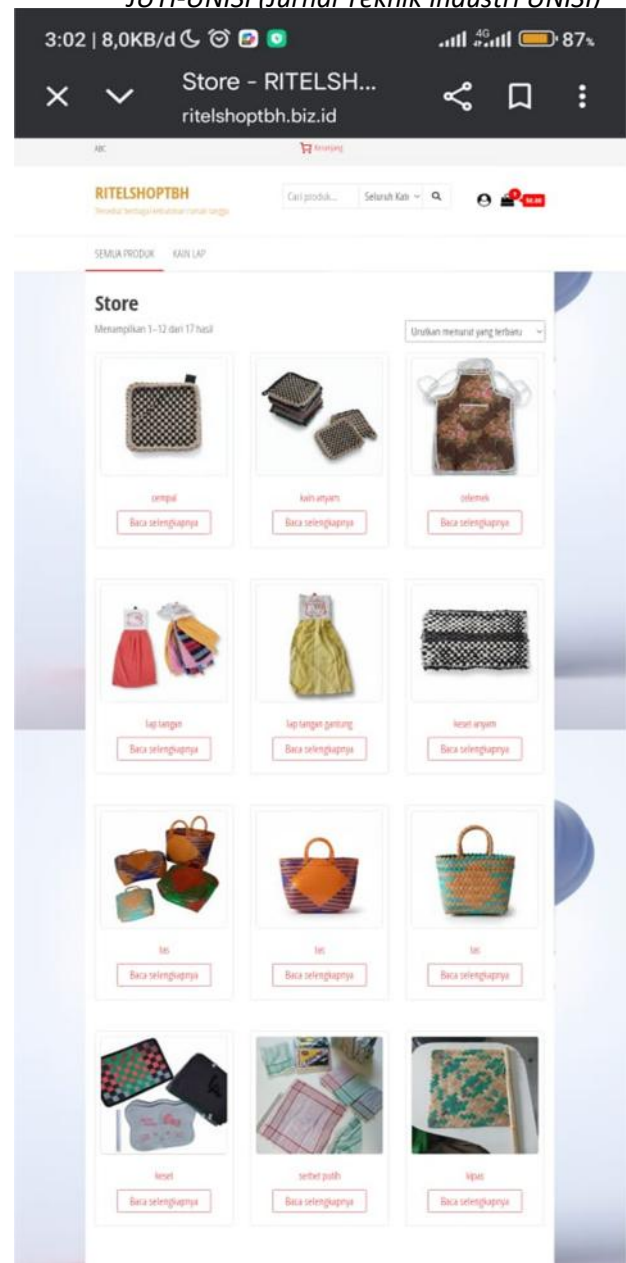 JUTI-UNISI (Jurnal Teknik Industri UNISI)
3:02 | 8,0KB/d 4G 87%
Store - RITELSH...
ritelshoptbh.biz.id
ABC Keranjang
RITELSHOPTBH
Cari produk... Seluruh Kate
SEMUA PRODUK KAIN LAP
Store
Menampilkan 1–12 dari 17 hasil
Urutkan menurut yang terbaru
cempal kain anyam celemek
Baca selengkapnya Baca selengkapnya Baca selengkapnya
lap tangan lap tangan gantung keset anyam
Baca selengkapnya Baca selengkapnya Baca selengkapnya
tas tas tas
Baca selengkapnya Baca selengkapnya Baca selengkapnya
keset serbet putih kipas
Baca selengkapnya Baca selengkapnya Baca selengkapnya